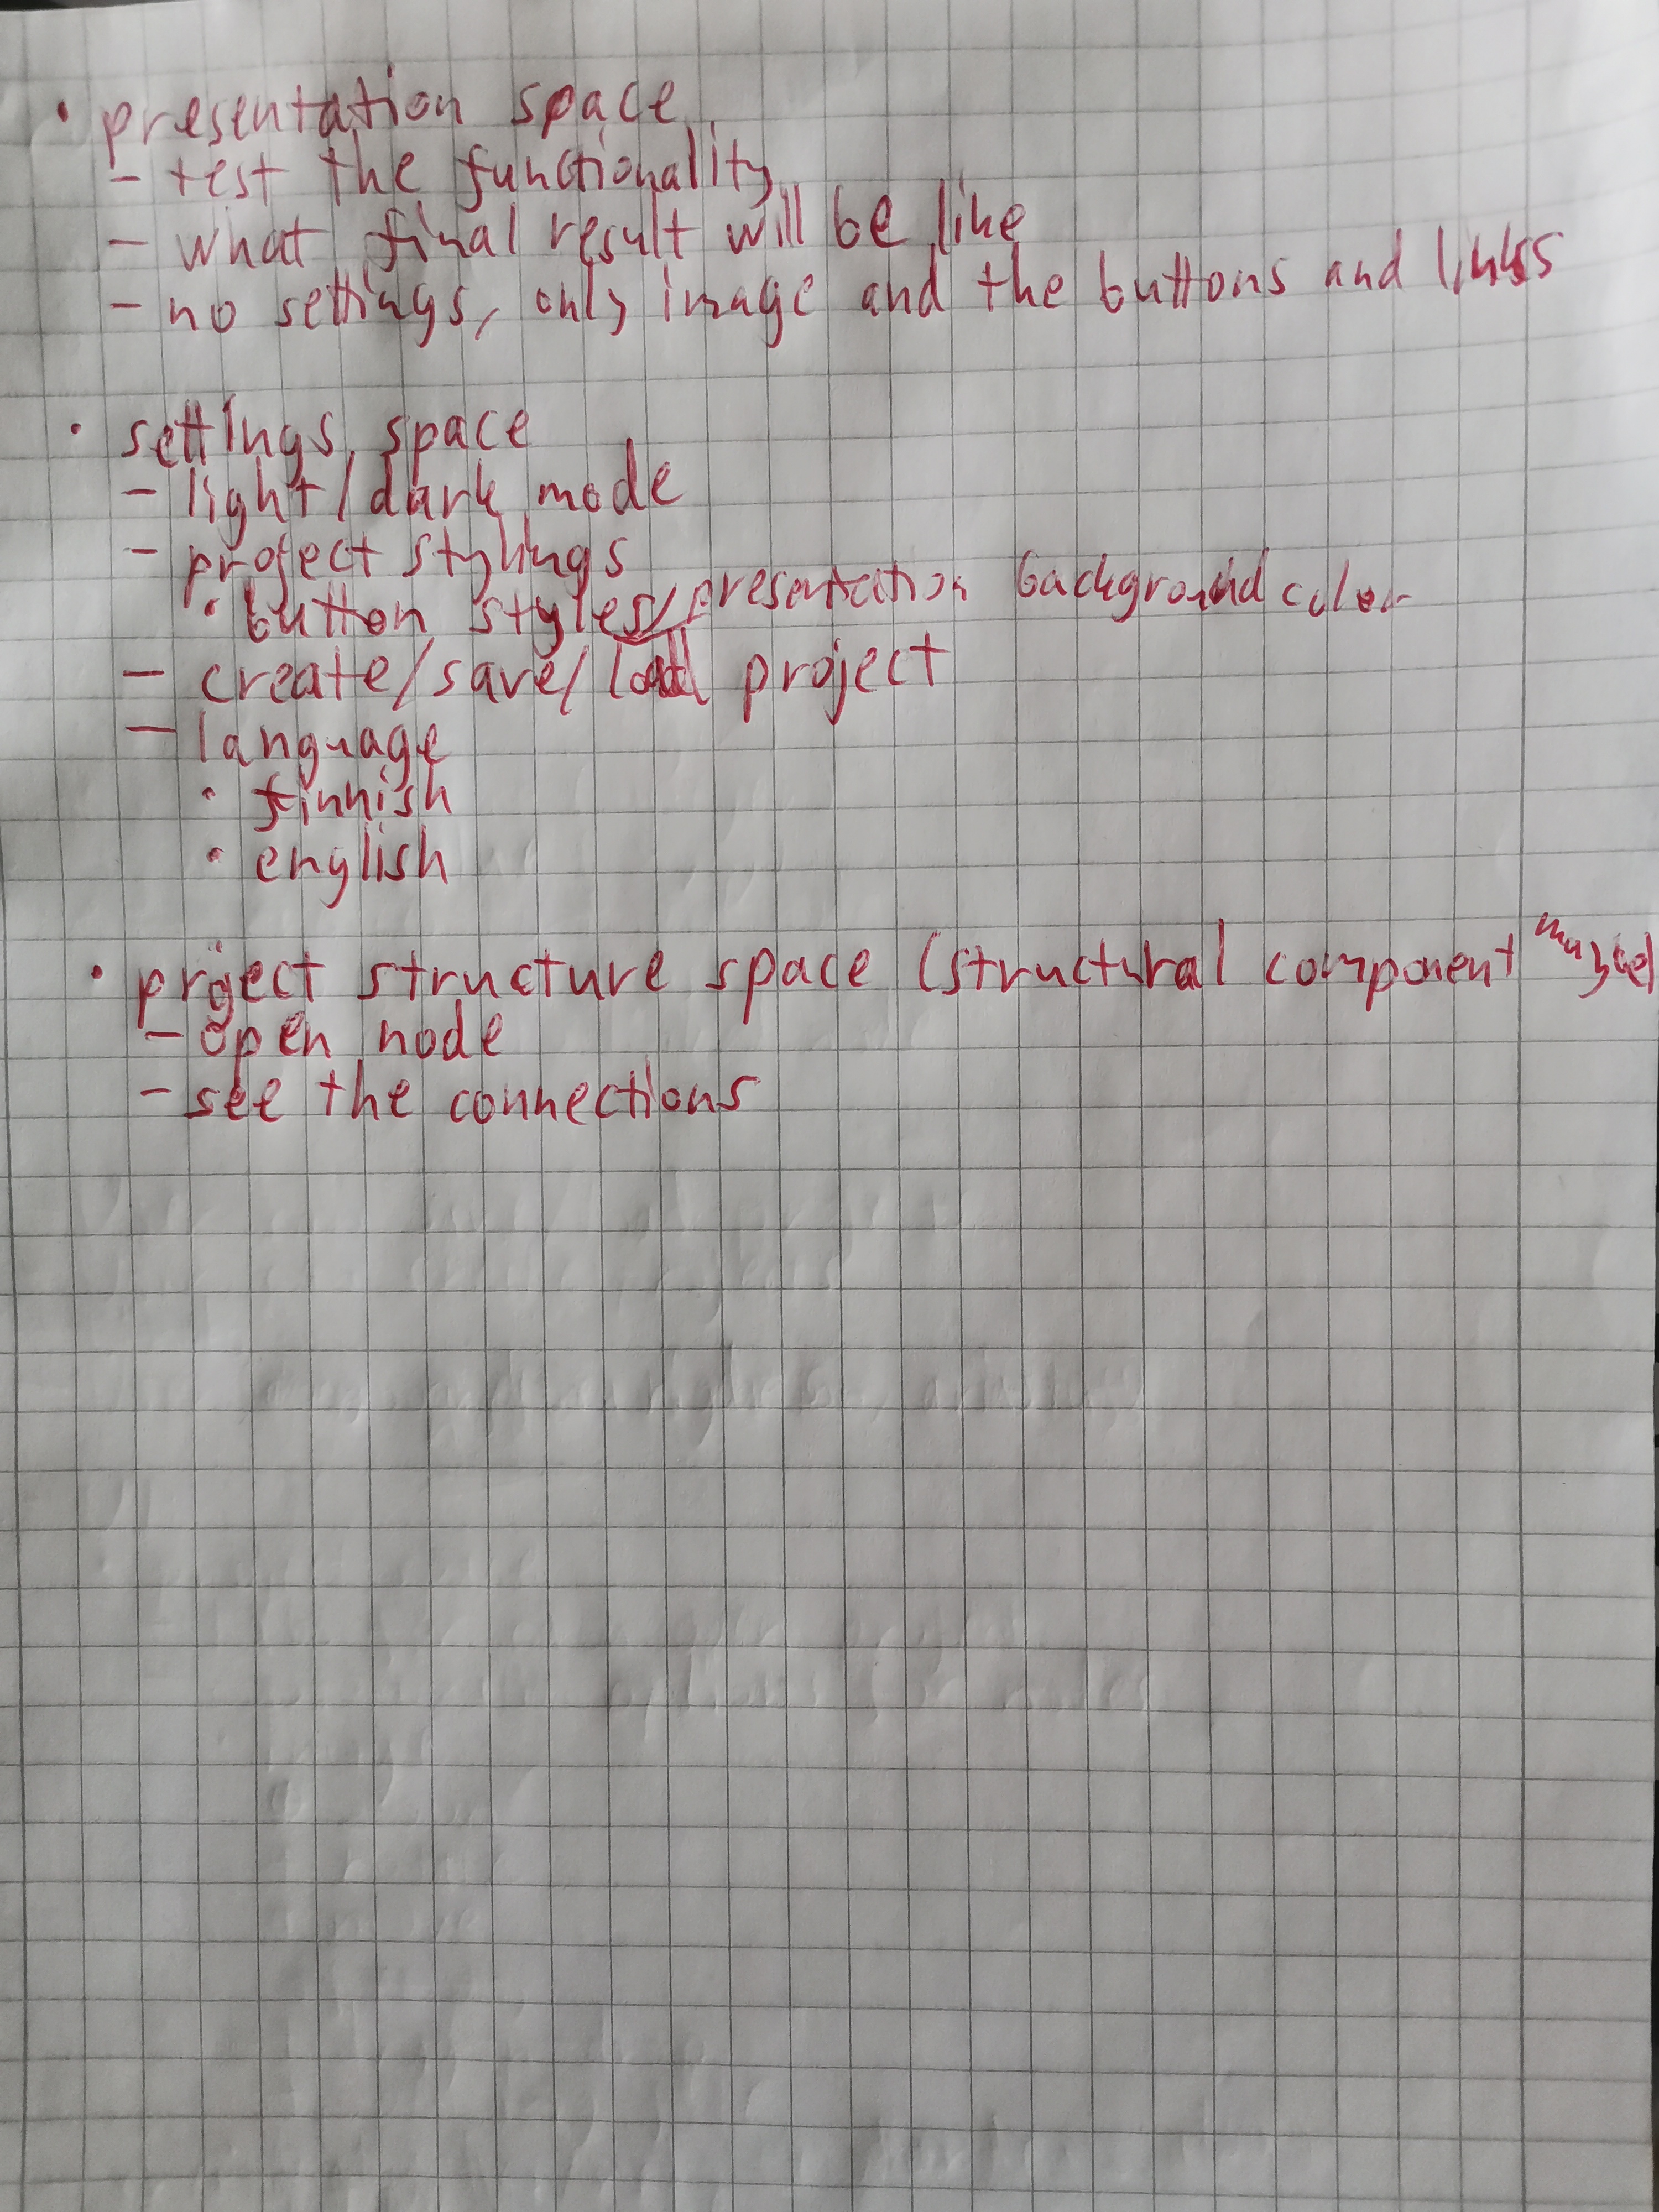 • presentation space
- test the functionality
- what final result will be like
- no settings, only image and the buttons and links
• settings space
- light/dark mode
- project stylings
• button styles/presentation background color
- create/save/load project
- language
• finnish
• english
• project structure space (structural component
- open node
- see the connections